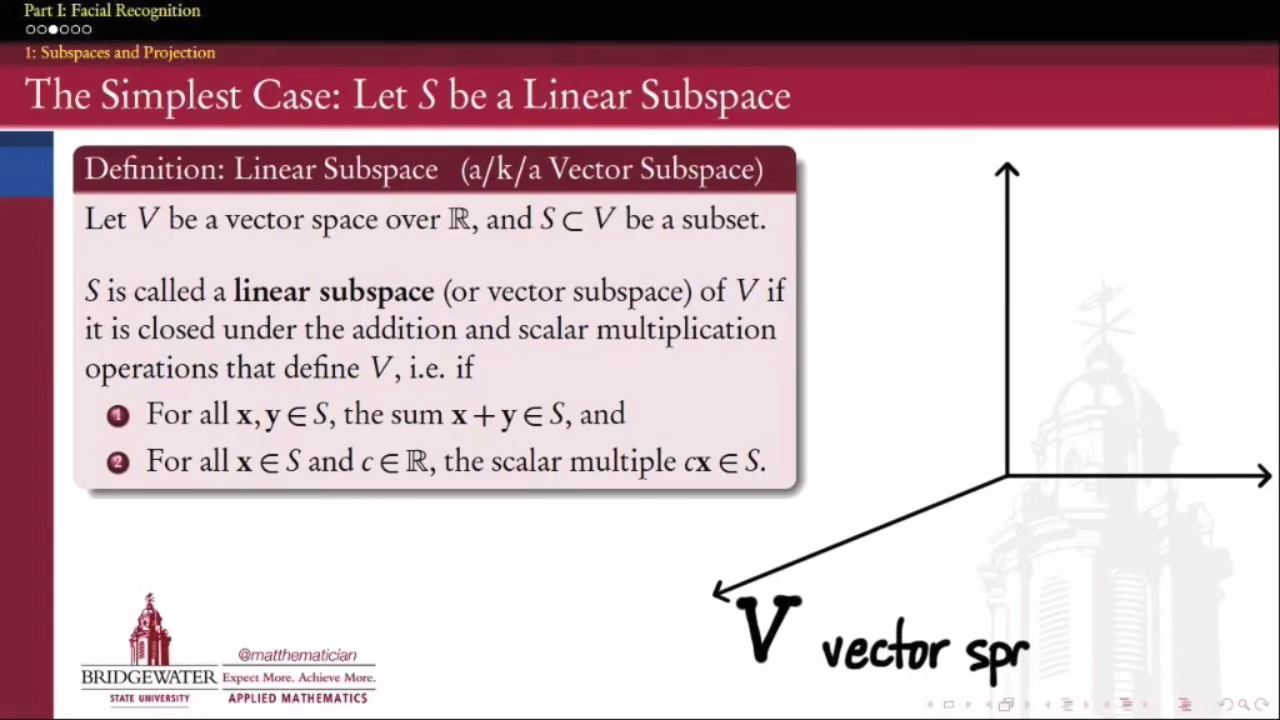 Part I: Facial Recognition
1: Subspaces and Projection
The Simplest Case: Let S be a Linear Subspace
Definition: Linear Subspace (a/k/a Vector Subspace)
Let V be a vector space over ℝ, and S ⊂ V be a subset.
S is called a linear subspace (or vector subspace) of V if
it is closed under the addition and scalar multiplication
operations that define V, i.e. if
1 For all x, y ∈ S, the sum x + y ∈ S, and
2 For all x ∈ S and c ∈ ℝ, the scalar multiple cx ∈ S.
V vector spr
BRIDGEWATER
STATE UNIVERSITY
@matthematician
Expect More. Achieve More.
APPLIED MATHEMATICS